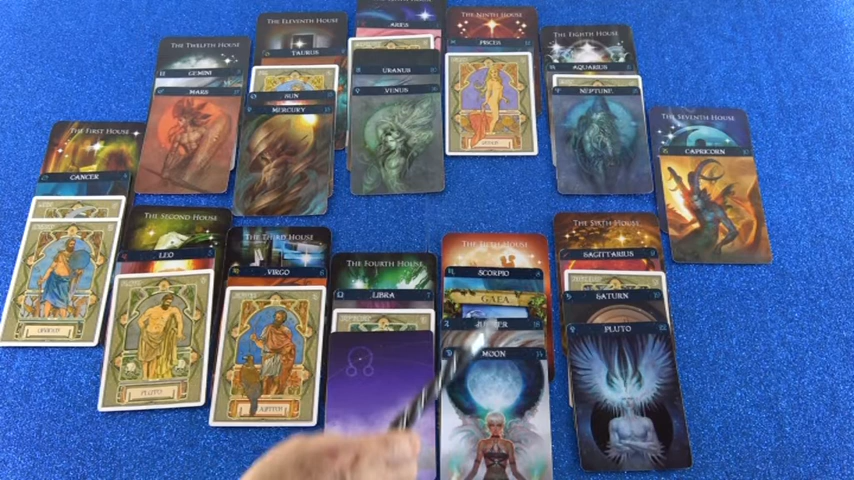 THE TWELFTH HOUSE
GEMINI
MARS
THE ELEVENTH HOUSE
TAURUS
SUN
MERCURY
ARIES
URANUS
VENUS
THE NINTH HOUSE
PISCES
THE EIGHTH HOUSE
AQUARIUS
NEPTUNE
THE SEVENTH HOUSE
CAPRICORN
THE FIRST HOUSE
CANCER
THE SECOND HOUSE
LEO
PLUTO
THE THIRD HOUSE
VIRGO
THE FOURTH HOUSE
LIBRA
THE FIFTH HOUSE
SCORPIO
GAEA
MOON
THE SIXTH HOUSE
SAGITTARIUS
SATURN
PLUTO